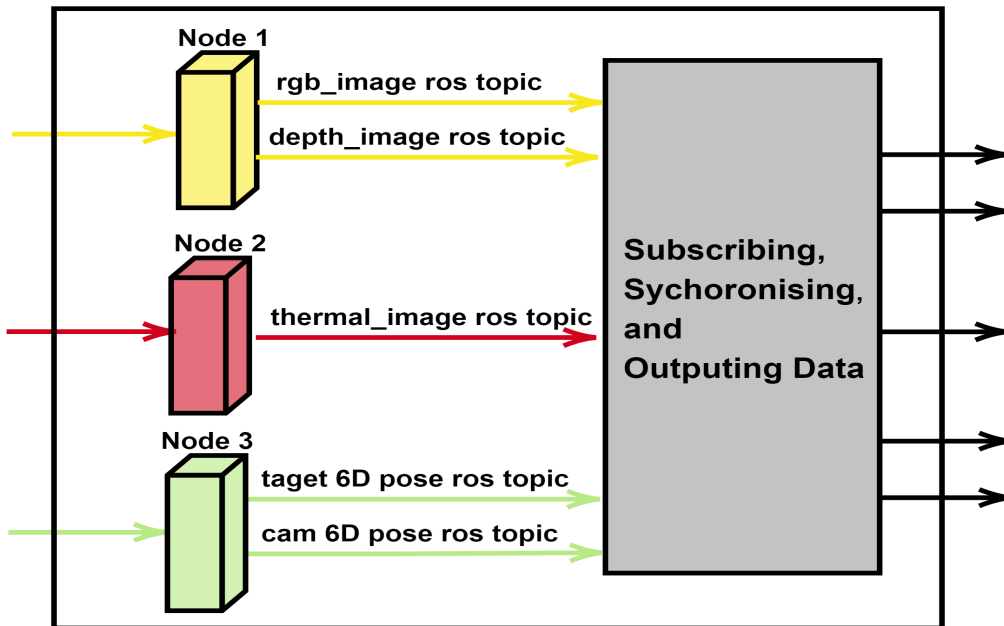 Node 1
rgb_image ros topic
depth_image ros topic
Node 2
thermal_image ros topic
Node 3
taget 6D pose ros topic
cam 6D pose ros topic
Subscribing,
Sychoronising,
and
Outputing Data